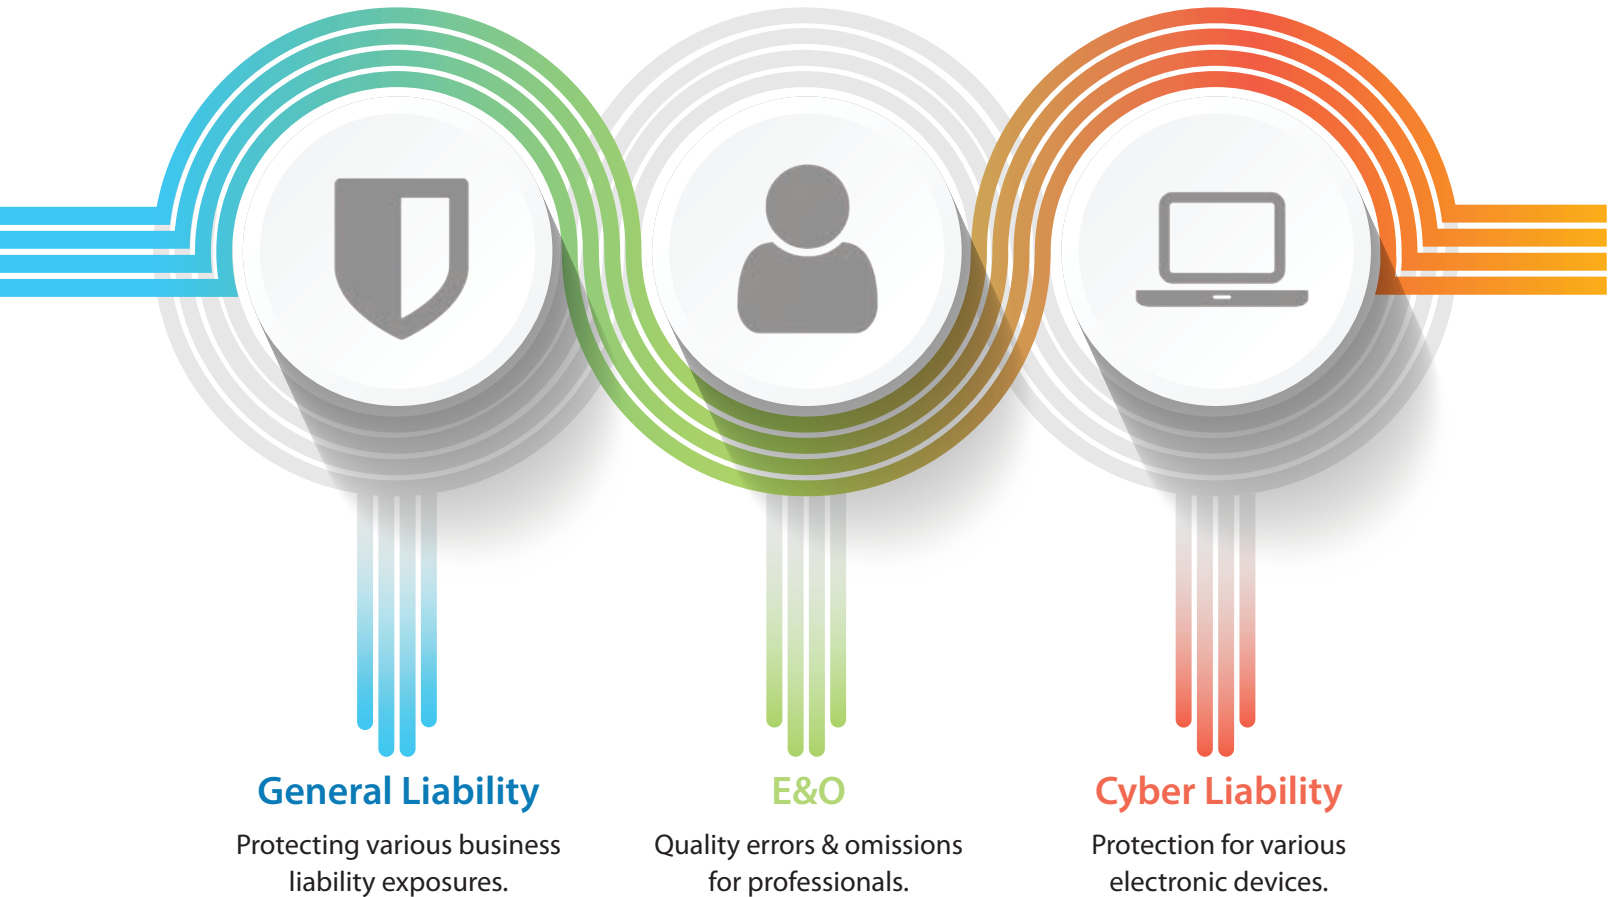 General Liability
Protecting various business
liability exposures.
E&O
Quality errors & omissions
for professionals.
Cyber Liability
Protection for various
electronic devices.